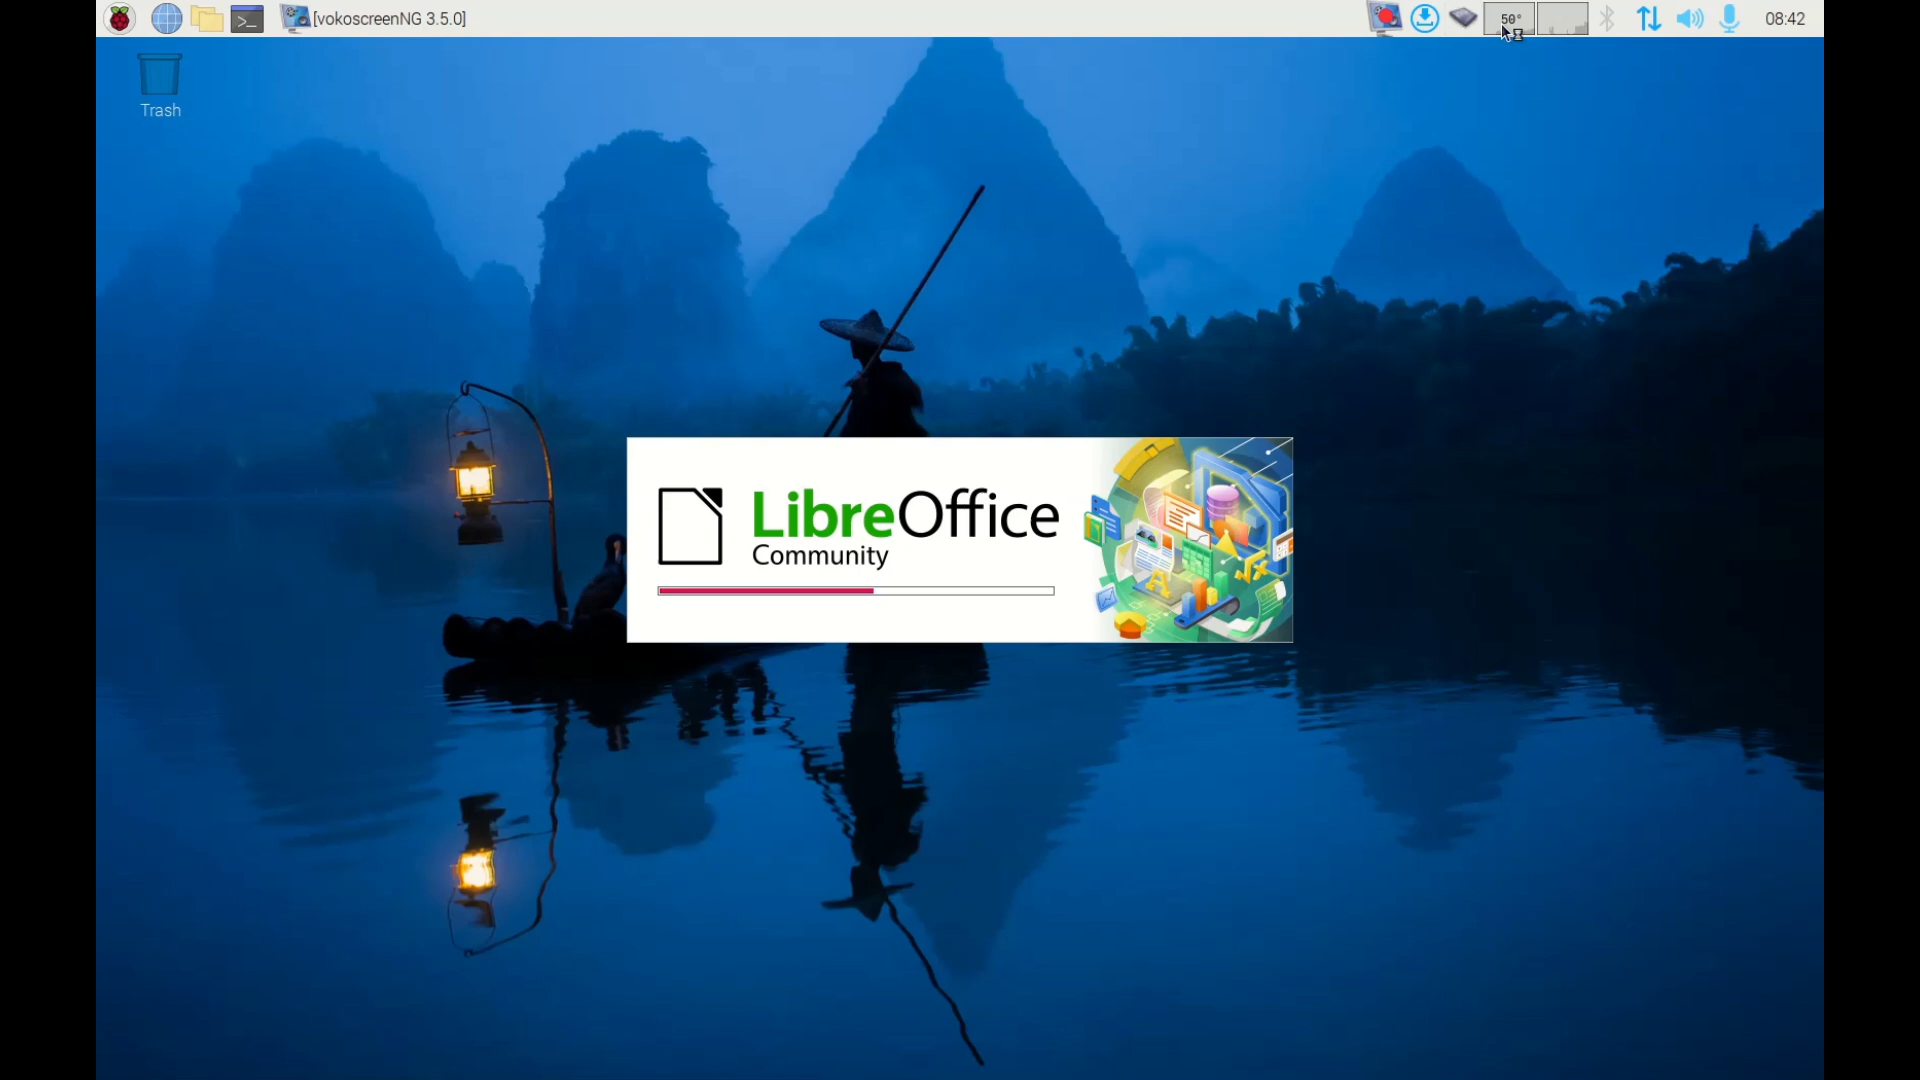 [vokoscreenNG 3.5.0]
50°
08:42
Trash
LibreOffice
Community